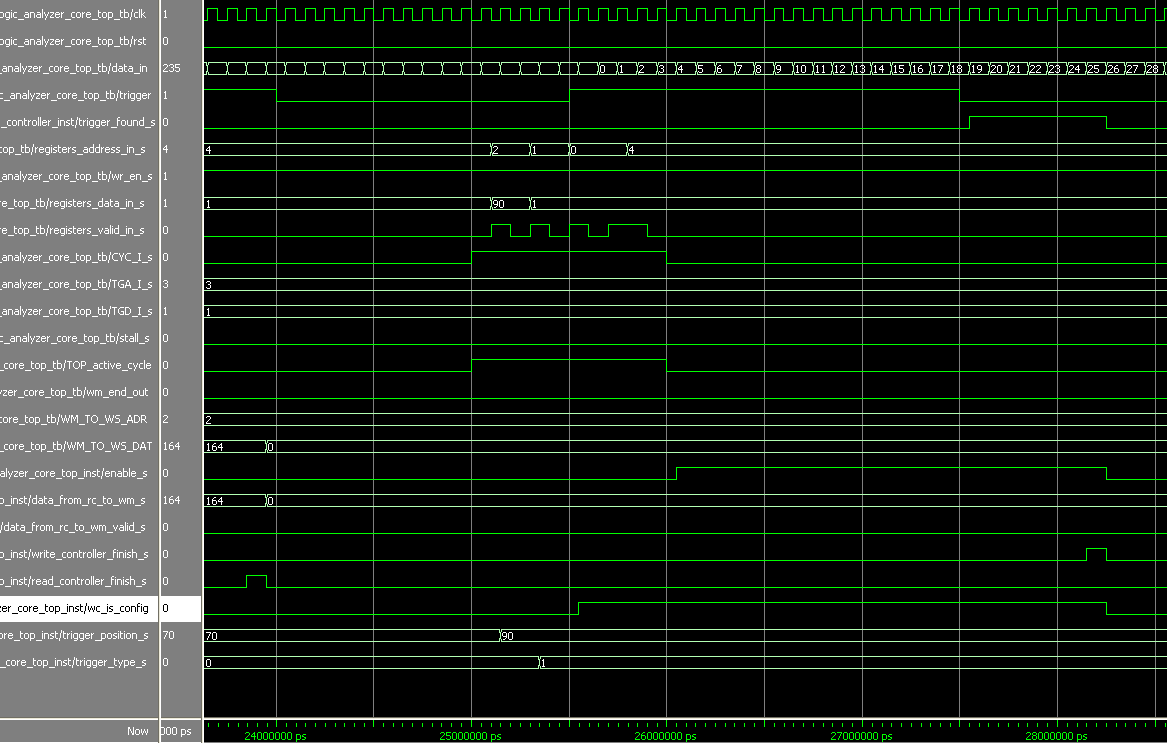 ogic_analyzer_core_top_tb/clk 1
ogic_analyzer_core_top_tb/rst 0
_analyzer_core_top_tb/data_in 235 0 1 2 3 4 5 6 7 8 9 10 11 12 13 14 15 16 17 18 19 20 21 22 23 24 25 26 27 28
c_analyzer_core_top_tb/trigger 1
_controller_inst/trigger_found_s 0
top_tb/registers_address_in_s 4 4 2 1 0 4
_analyzer_core_top_tb/wr_en_s 1
re_top_tb/registers_data_in_s 1 1 90 1
re_top_tb/registers_valid_in_s 0
_analyzer_core_top_tb/CYC_I_s 0
_analyzer_core_top_tb/TGA_I_s 3 3
_analyzer_core_top_tb/TGD_I_s 1 1
c_analyzer_core_top_tb/stall_s 0
_core_top_tb/TOP_active_cycle 0
yzer_core_top_tb/wm_end_out 0
core_top_tb/WM_TO_WS_ADR 2 2
_core_top_tb/WM_TO_WS_DAT 164 164 0
alyzer_core_top_inst/enable_s 0
o_inst/data_from_rc_to_wm_s 164 164 0
/data_from_rc_to_wm_valid_s 0
o_inst/write_controller_finish_s 0
o_inst/read_controller_finish_s 0
zer_core_top_inst/wc_is_config 0
ore_top_inst/trigger_position_s 70 70 90
_core_top_inst/trigger_type_s 0 0 1
Now 000 ps 24000000 ps 25000000 ps 26000000 ps 27000000 ps 28000000 ps